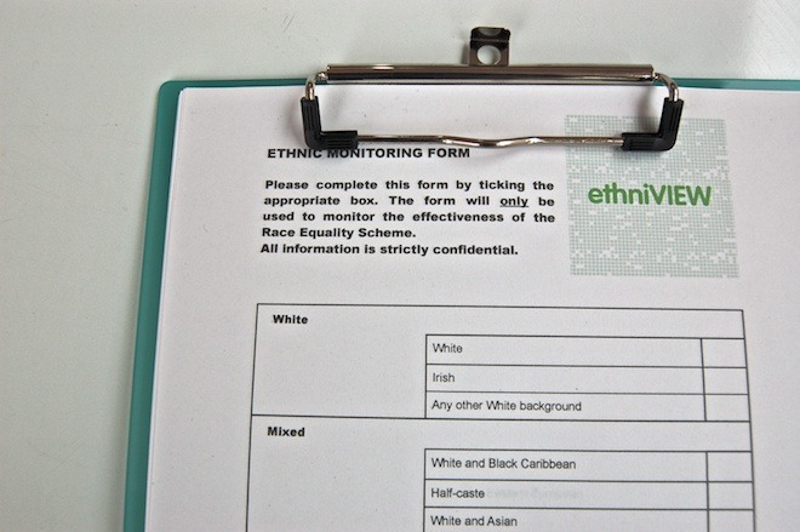 ETHNIC MONITORING FORM
Please complete this form by ticking the
appropriate box. The form will only be
used to monitor the effectiveness of the
Race Equality Scheme.
All information is strictly confidential.
ethniVIEW
White
White
Irish
Any other White background
Mixed
White and Black Caribbean
Half-caste
White and Asian